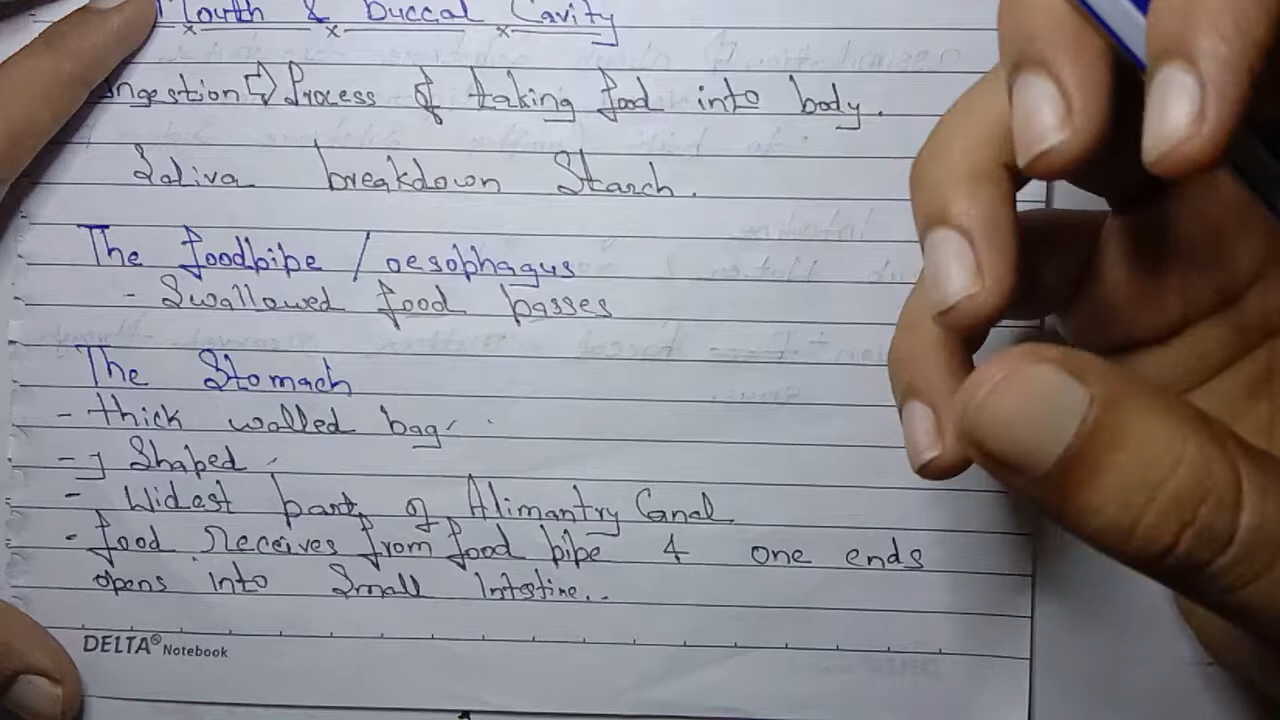 Mouth & Buccal Cavity
Ingestion ⇒ Process of taking food into body.
Saliva breakdown Starch.
The foodpipe / oesophagus
- Swallowed food passes
The Stomach
- thick walled bag
- J Shaped
- Widest part of Alimantry Canal
- food Receives from food pipe & one ends
opens into Small Intestine..
DELTA® Notebook